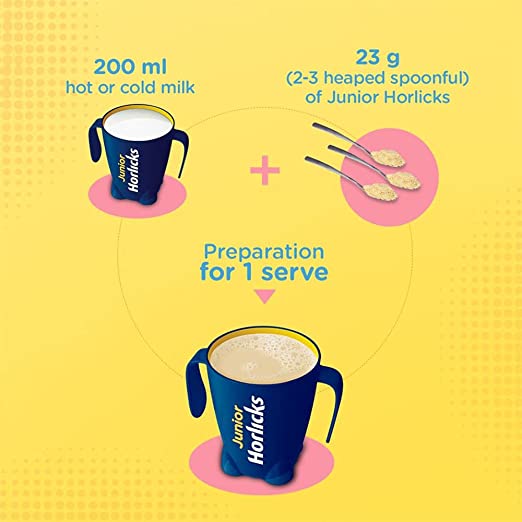 200 ml
hot or cold milk
23 g
(2-3 heaped spoonful)
of Junior Horlicks
Junior
Horlicks
+
Preparation
for 1 serve
Junior
Horlicks